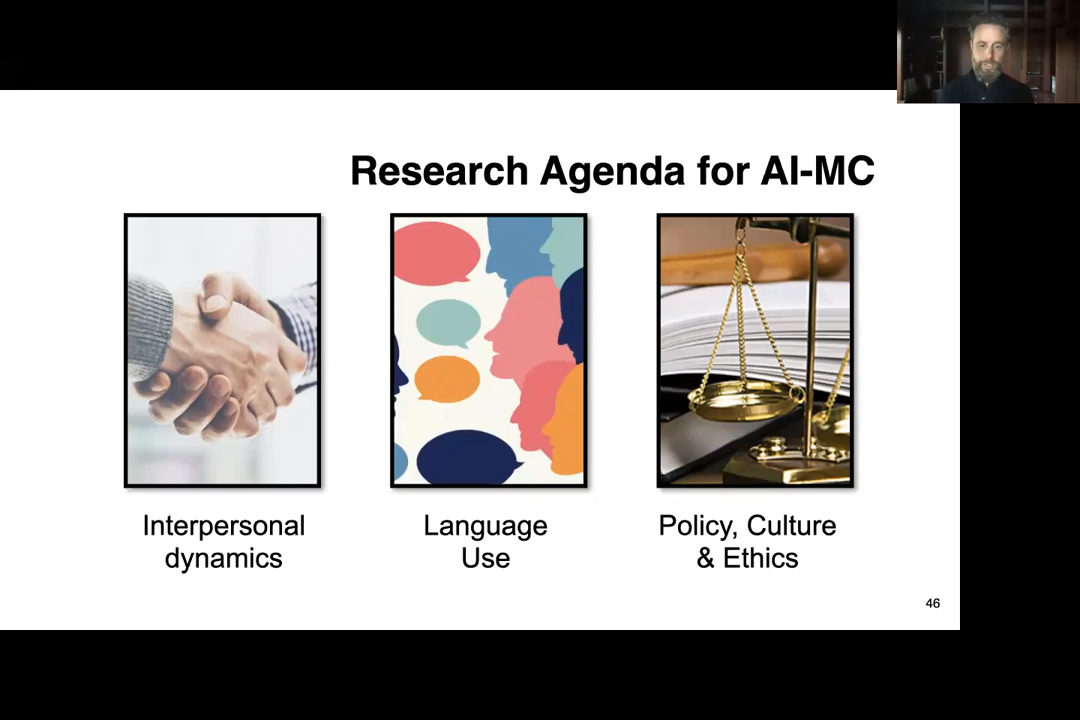 Research Agenda for AI-MC
Interpersonal
dynamics
Language
Use
Policy, Culture
& Ethics
46